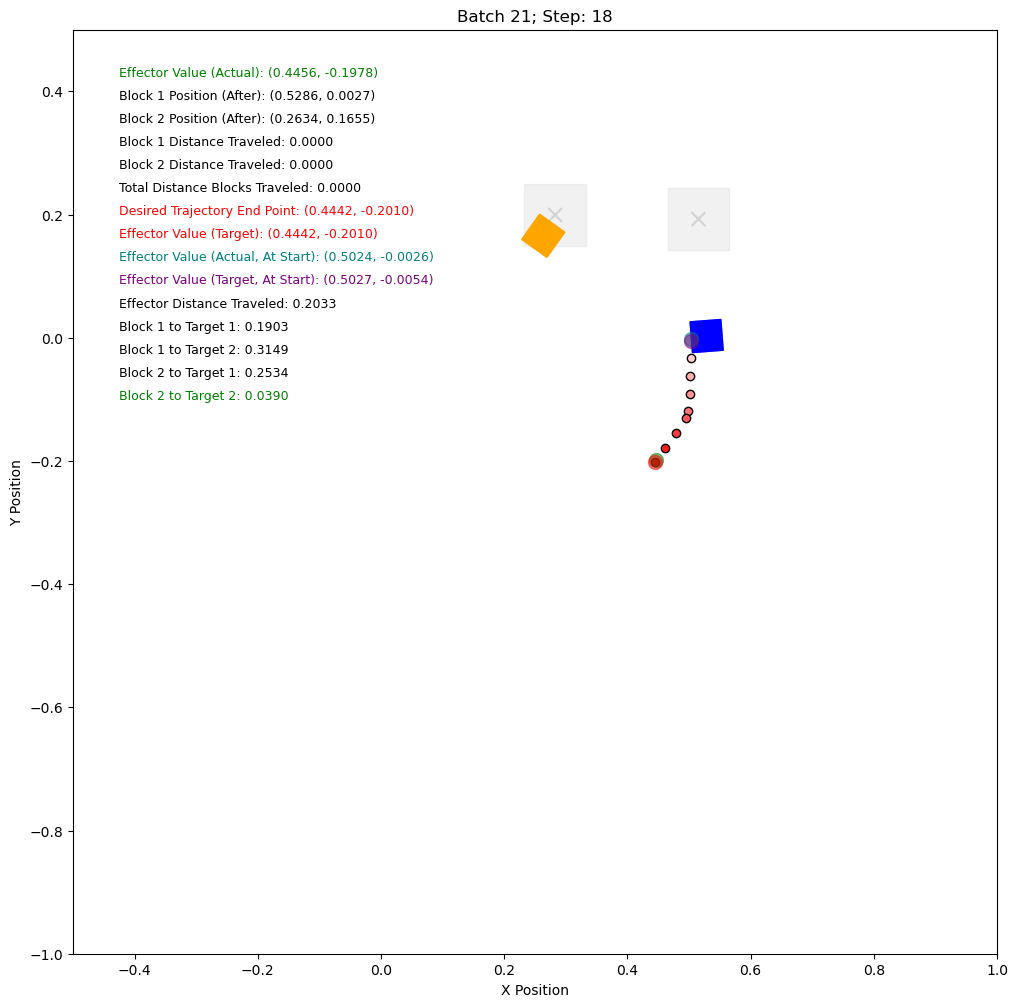 Batch 21; Step: 18
Effector Value (Actual): (0.4456, -0.1978)
Block 1 Position (After): (0.5286, 0.0027)
Block 2 Position (After): (0.2634, 0.1655)
Block 1 Distance Traveled: 0.0000
Block 2 Distance Traveled: 0.0000
Total Distance Blocks Traveled: 0.0000
Desired Trajectory End Point: (0.4442, -0.2010)
Effector Value (Target): (0.4442, -0.2010)
Effector Value (Actual, At Start): (0.5024, -0.0026)
Effector Value (Target, At Start): (0.5027, -0.0054)
Effector Distance Traveled: 0.2033
Block 1 to Target 1: 0.1903
Block 1 to Target 2: 0.3149
Block 2 to Target 1: 0.2534
Block 2 to Target 2: 0.0390
Y Position
0.4
0.2
0.0
−0.2
−0.4
−0.6
−0.8
−1.0
−0.4
−0.2
0.0
0.2
0.4
0.6
0.8
1.0
X Position